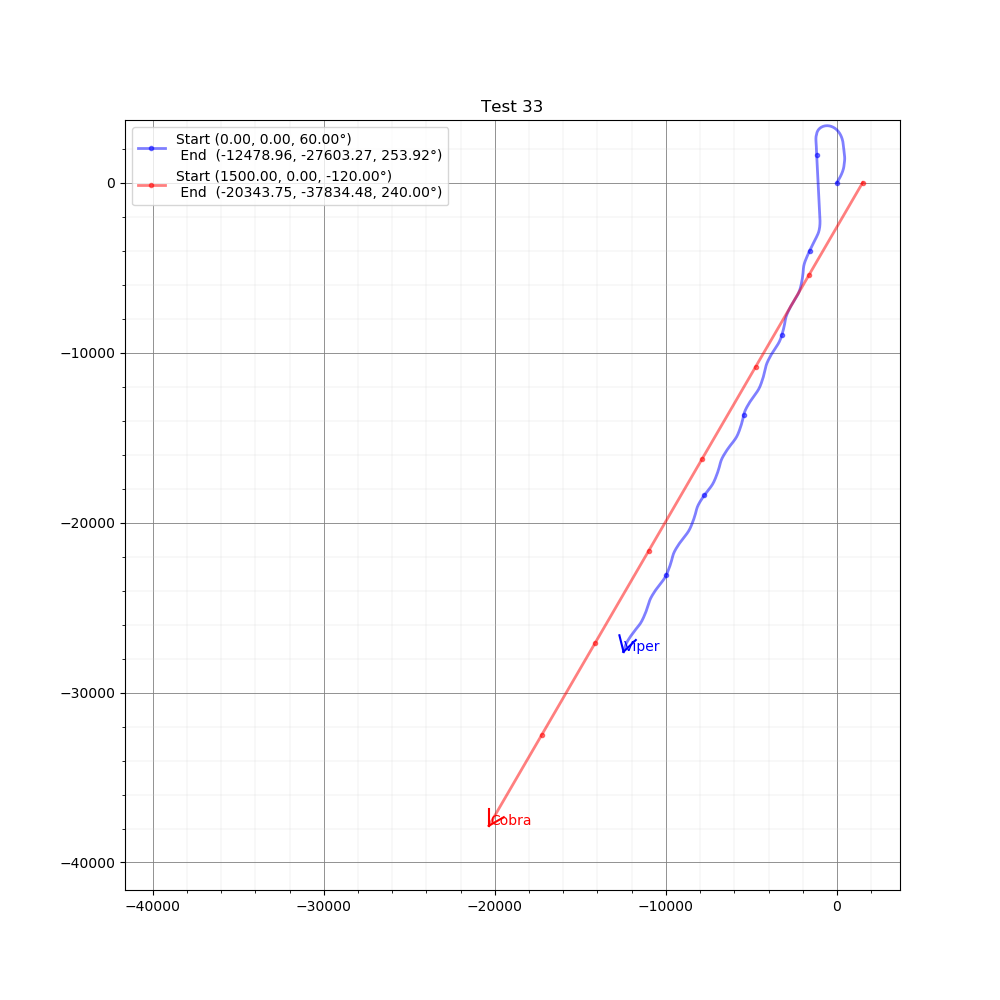 Test 33
Start (0.00, 0.00, 60.00°)
End  (-12478.96, -27603.27, 253.92°)
Start (1500.00, 0.00, -120.00°)
End  (-20343.75, -37834.48, 240.00°)
0
−10000
−20000
−30000
−40000
Viper
Cobra
−40000
−30000
−20000
−10000
0